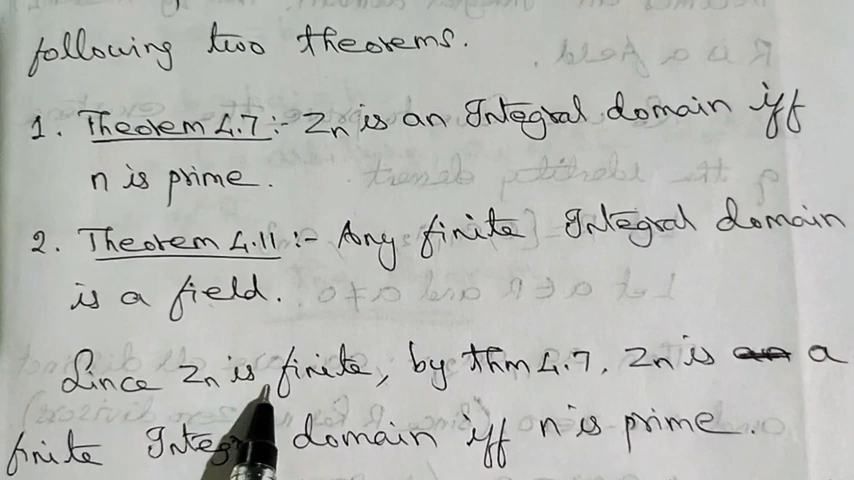 following two theorems.
1. Theorem 4.7 :- Zn is an Integral domain iff
n is prime.
2. Theorem 4.11 :- Any finite Integral domain
is a field.
Since Zn is finite, by thm 4.7, Zn is a
finite Integ domain iff n is prime.